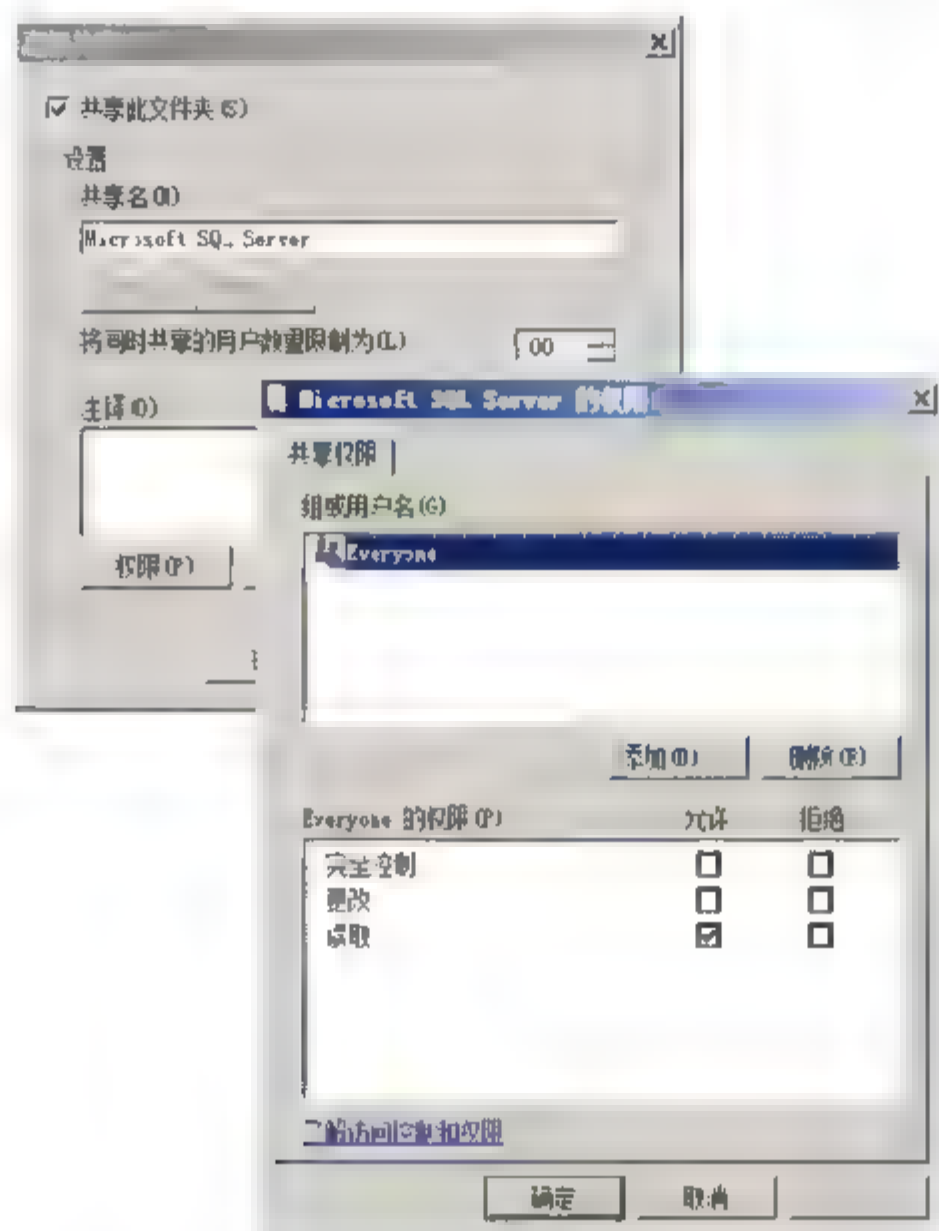 共享此文件夹(S)
设置
共享名(N)
Microsoft SQL Server
将同时共享的用户数量限制为(L)
注释(O)
权限(P)
Microsoft SQL Server 的权限
共享权限
组或用户名(G)
Everyone
添加(D) 删除(R)
Everyone 的权限(P) 允许 拒绝
完全控制
更改
读取
了解访问控制和权限
确定 取消